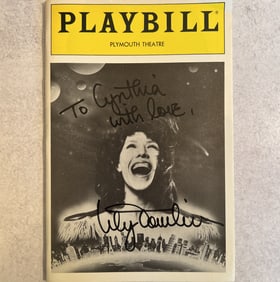 PLAYBILL
PLYMOUTH THEATRE
To Cynthia
with love,
Lily Tomlin